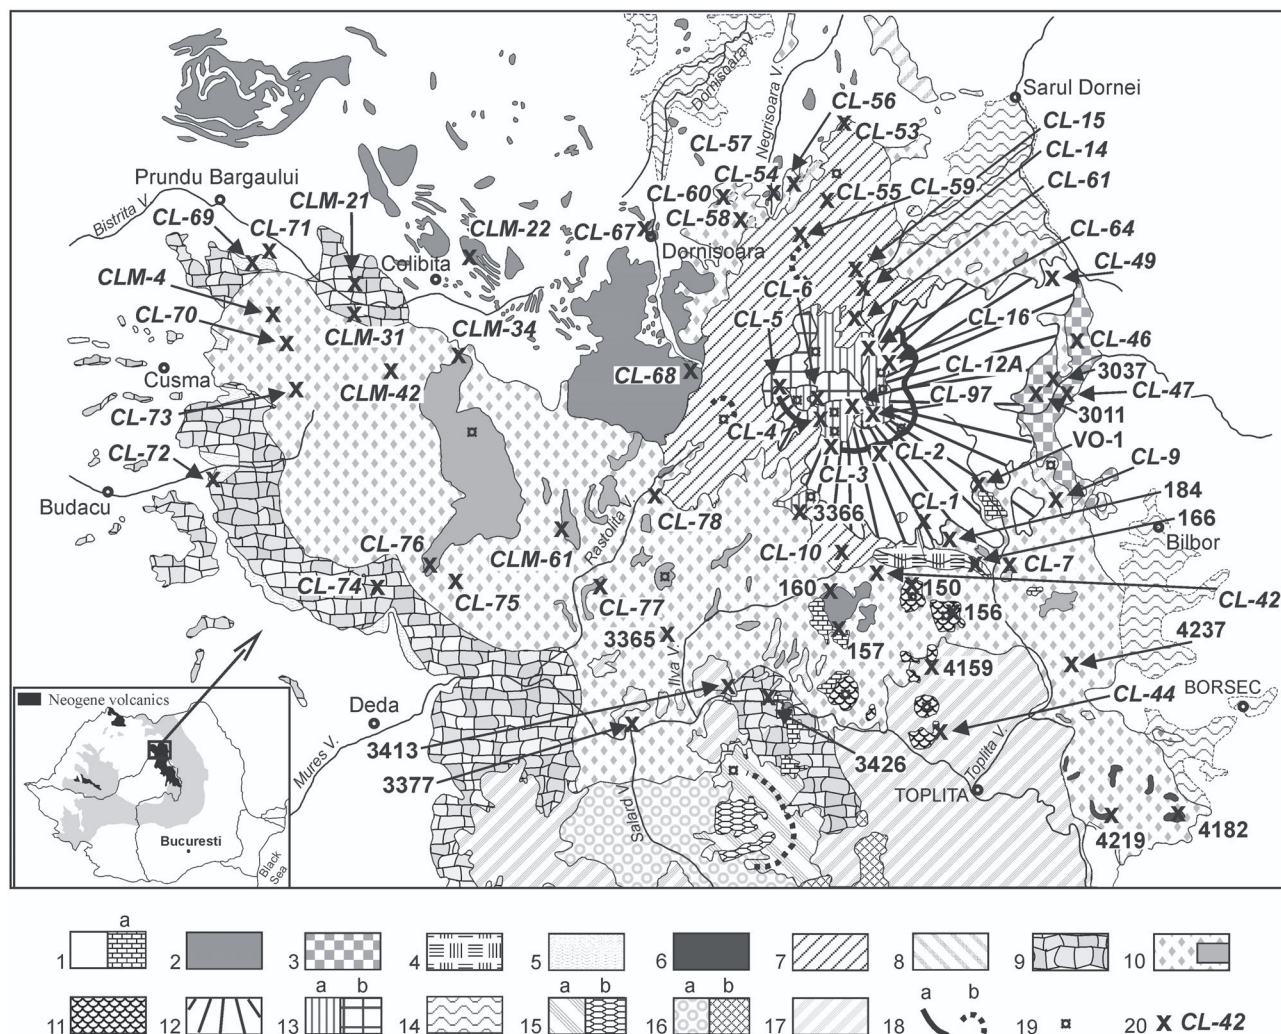 Sarul Dornei
Dornisoara V.
Negrisoara V.
CL-56
CL-53
CL-15
CL-14
CL-57
CL-54
CL-55
CL-59
CL-61
Prundu Bargaului
CLM-21
CL-60
CL-58
Bistrita V.
CL-69
CL-71
CLM-22
CL-67
Dornisoara
CL-64
CLM-4
Colibita
CL-6
CL-49
CL-70
CLM-31
CLM-34
CL-5
CL-16
CL-46
Cusma
CLM-42
CL-68
CL-12A
3037
CL-73
CL-97
CL-47
3011
CL-4
VO-1
CL-72
CL-3
CL-2
CL-9
Budacu
Rastolita V.
CL-78
3366
CL-1
184
166
Bilbor
CL-76
CLM-61
CL-10
CL-7
CL-74
CL-75
CL-77
160
150
CL-42
3365
157
156
4237
Ilva V.
4159
Neogene volcanics
Deda
CL-44
BORSEC
Mures V.
3413
3377
3426
Toplita V.
TOPLITA
Salard V.
4219
4182
Bucuresti
Black
Sea
a
1 2 3 4 5 6 7 8 9 10
a b a b a b a b
11 12 13 14 15 16 17 18 19 20 x CL-42